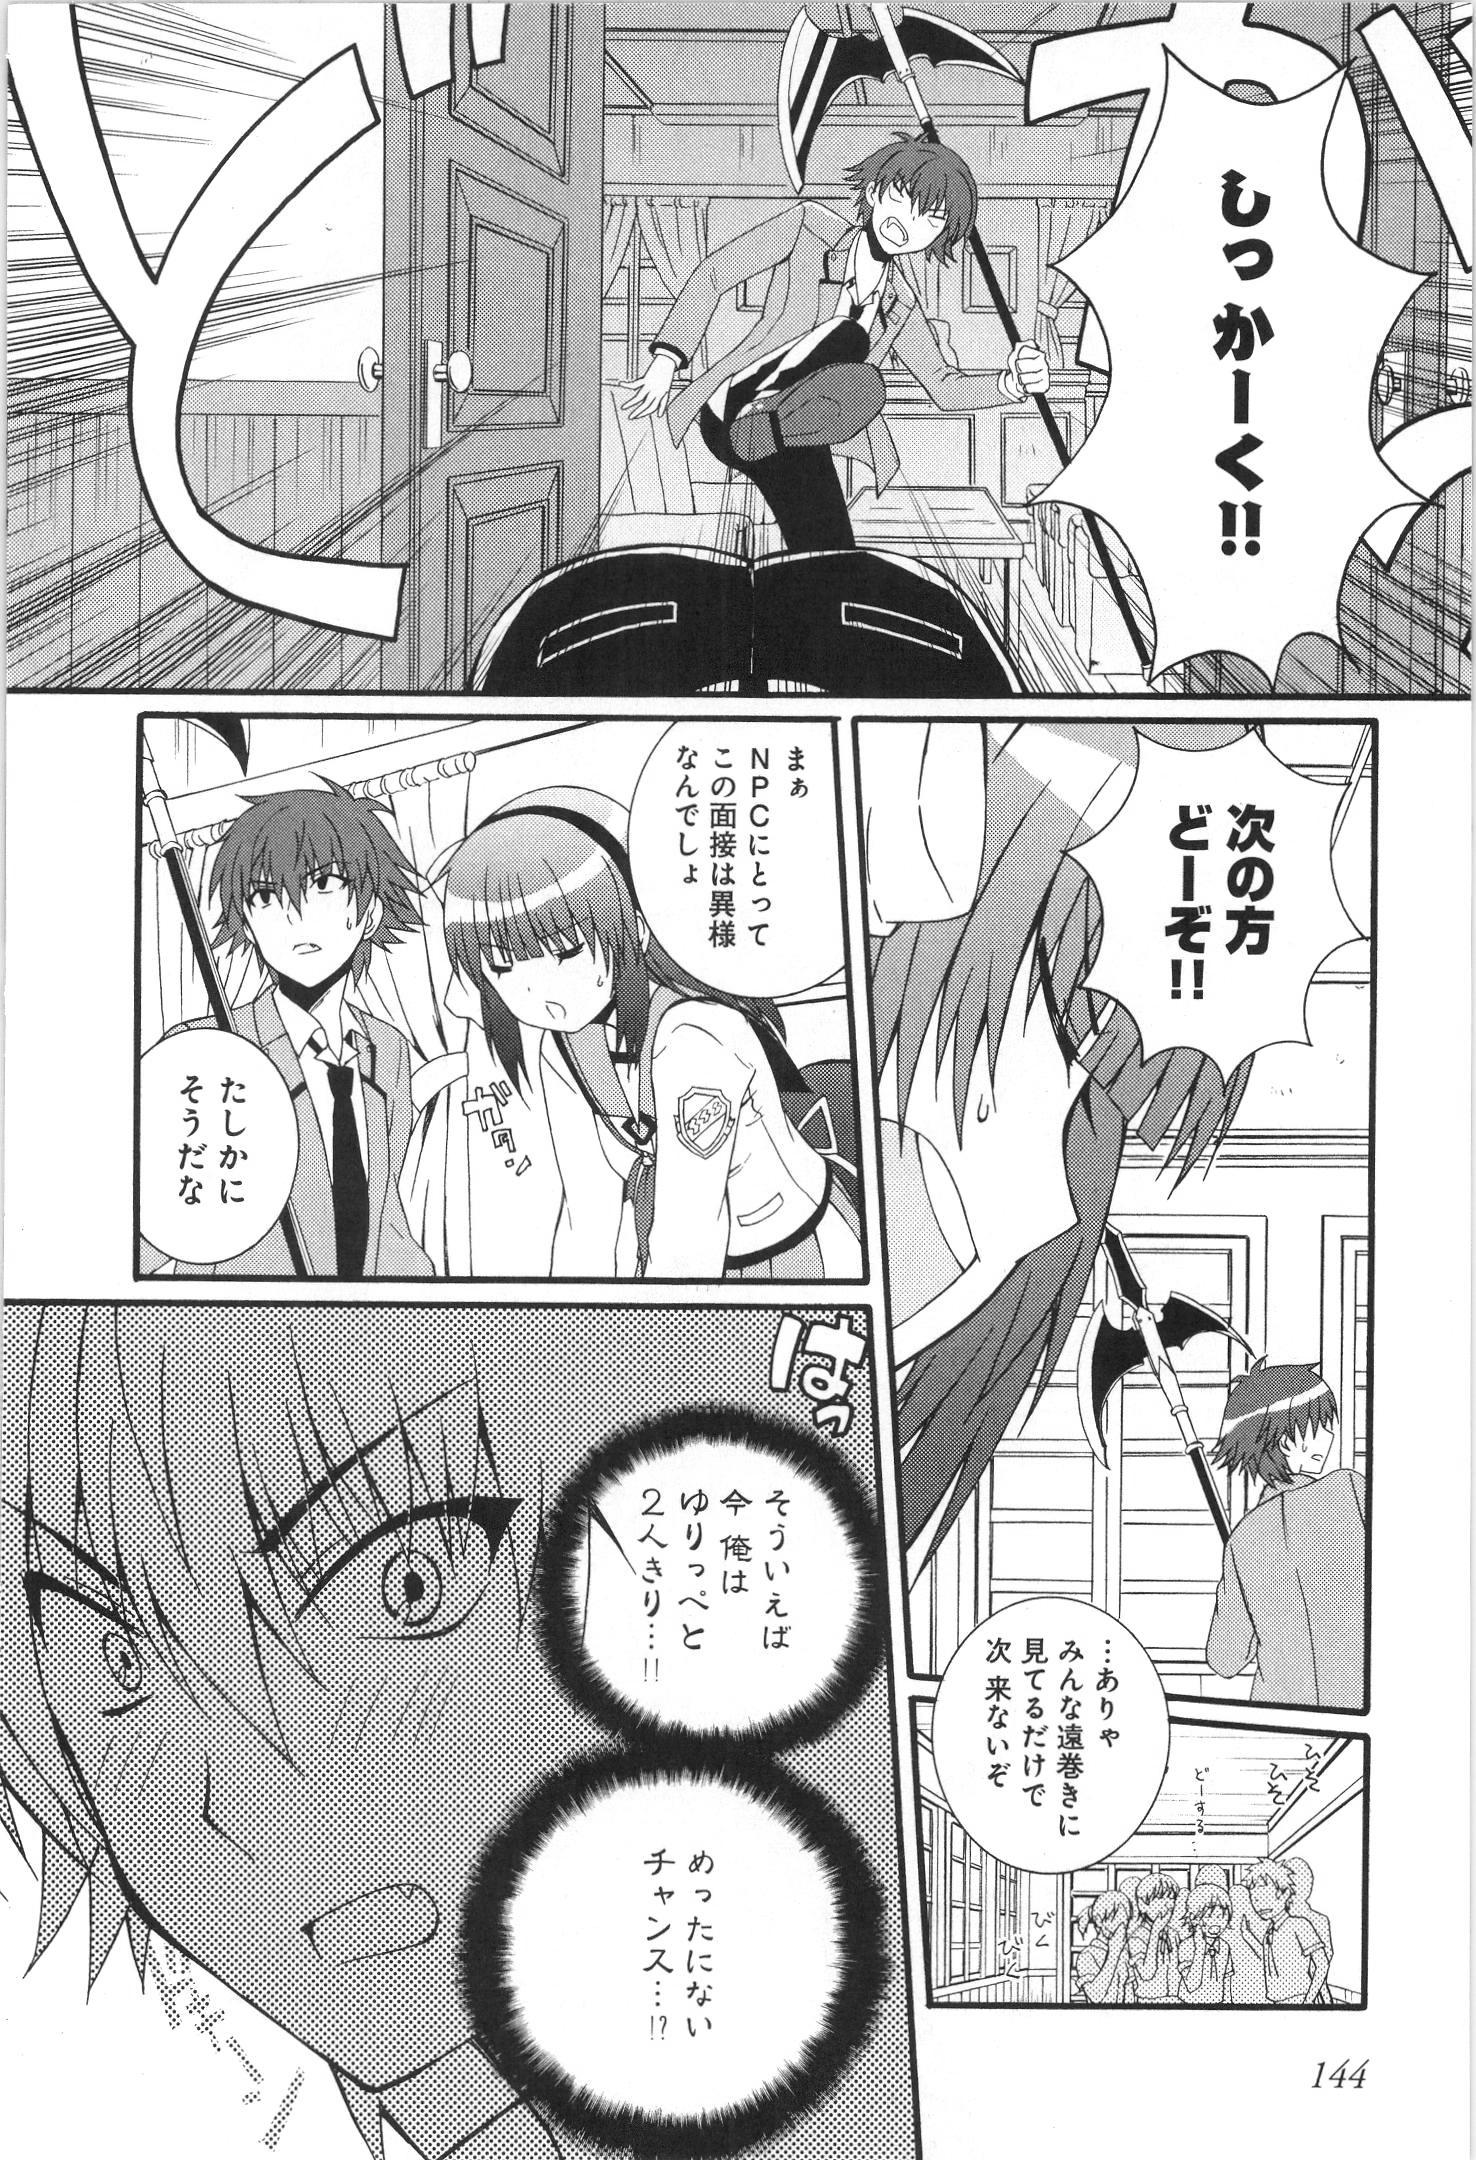 しっかーく!!
次の方
どーぞ!!
…ありゃ
みんな遠巻きに
見てるだけで
次 来ないぞ
ひそ
ひそ
どーする…
びく
びく
まぁ
NPCにとって
この面接は異様
なんでしょ
ギロッ
たしかに
そうだな
はっ
そういえば
今 俺は
ゆりっぺと
2人きり…!!
めったにない
チャンス…!?
144